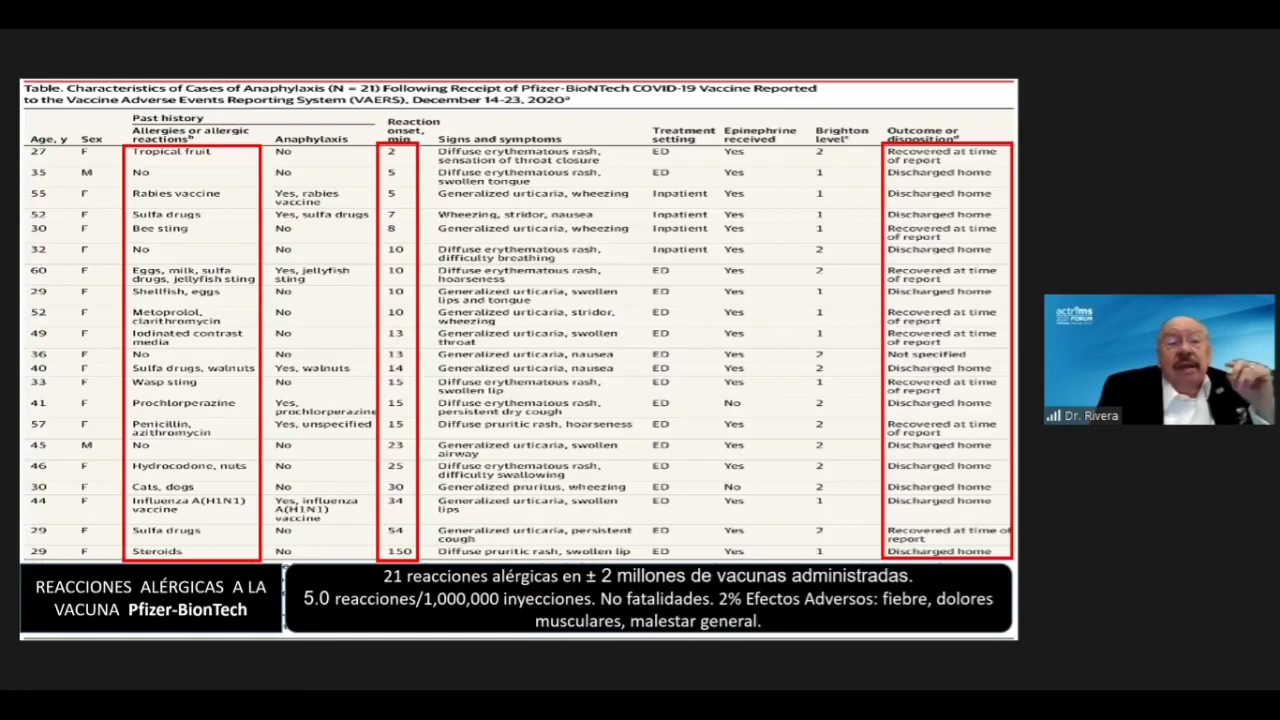 Table. Characteristics of Cases of Anaphylaxis (N = 21) Following Receipt of Pfizer-BioNTech COVID-19 Vaccine Reported
to the Vaccine Adverse Events Reporting System (VAERS), December 14-23, 2020ᵃ
Past history
Age, y Sex Allergies or allergic reactionsᵇ Anaphylaxis Reaction onset, min Signs and symptoms Treatment setting Epinephrine received Brighton levelᶜ Outcome or dispositionᵈ
27 F Tropical fruit No 2 Diffuse erythematous rash, sensation of throat closure ED Yes 2 Recovered at time of report
35 M No No 5 Diffuse erythematous rash, swollen tongue ED Yes 1 Discharged home
55 F Rabies vaccine Yes, rabies vaccine 5 Generalized urticaria, wheezing Inpatient Yes 1 Discharged home
52 F Sulfa drugs Yes, sulfa drugs 7 Wheezing, stridor, nausea Inpatient Yes 1 Discharged home
30 F Bee sting No 8 Generalized urticaria, wheezing ED Yes 1 Recovered at time of report
32 F No No 10 Diffuse erythematous rash, difficulty breathing Inpatient Yes 2 Discharged home
60 F Eggs, milk, sulfa drugs, jellyfish sting Yes, jellyfish sting 10 Diffuse erythematous rash, hoarseness ED Yes 2 Recovered at time of report
29 F Shellfish, eggs No 10 Generalized urticaria, swollen lips and tongue ED Yes 1 Discharged home
52 F Metoprolol, clarithromycin No 10 Generalized urticaria, stridor, wheezing ED Yes 1 Recovered at time of report
49 F Iodinated contrast media No 13 Generalized urticaria, swollen throat ED Yes 1 Recovered at time of report
36 F No No 13 Generalized urticaria, nausea ED Yes 2 Not specified
40 F Sulfa drugs, walnuts Yes, walnuts 14 Generalized urticaria, nausea ED Yes 2 Discharged home
33 F Wasp sting No 15 Diffuse erythematous rash, swollen lip ED Yes 1 Recovered at time of report
41 F Prochlorperazine Yes, prochlorperazine 15 Diffuse erythematous rash, persistent dry cough ED No 2 Discharged home
57 F Penicillin, azithromycin Yes, unspecified 15 Diffuse pruritic rash, hoarseness ED Yes 2 Recovered at time of report
45 M No No 23 Generalized urticaria, swollen airway ED Yes 2 Discharged home
46 F Hydrocodone, nuts No 25 Diffuse erythematous rash, difficulty swallowing ED Yes 2 Discharged home
30 F Cats, dogs No 30 Generalized pruritus, wheezing ED No 2 Discharged home
44 F Influenza A(H1N1) vaccine Yes, influenza A(H1N1) vaccine 34 Generalized urticaria, swollen lips ED Yes 1 Discharged home
29 F Sulfa drugs No 54 Generalized urticaria, persistent cough ED Yes 2 Recovered at time of report
29 F Steroids No 150 Diffuse pruritic rash, swollen lip ED Yes 1 Discharged home
REACCIONES ALÉRGICAS A LA
VACUNA Pfizer-BionTech
21 reacciones alérgicas en ± 2 millones de vacunas administradas.
5.0 reacciones/1,000,000 inyecciones. No fatalidades. 2% Efectos Adversos: fiebre, dolores
musculares, malestar general.
FORUM
Dr. Rivera